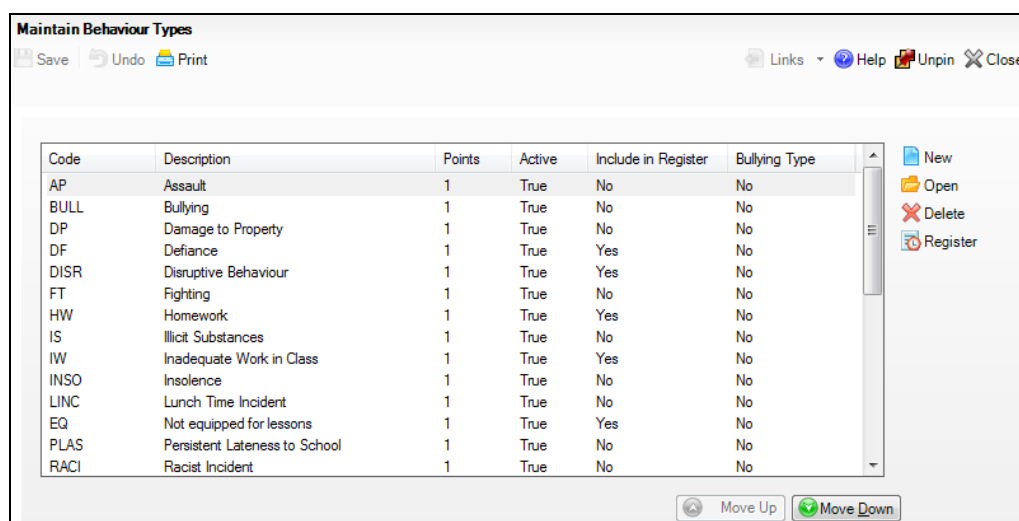 Maintain Behaviour Types
Save Undo Print Links Help Unpin Close
Code Description Points Active Include in Register Bullying Type
AP Assault 1 True No No
BULL Bullying 1 True No No
DP Damage to Property 1 True No No
DF Defiance 1 True Yes No
DISR Disruptive Behaviour 1 True Yes No
FT Fighting 1 True No No
HW Homework 1 True Yes No
IS Illicit Substances 1 True No No
IW Inadequate Work in Class 1 True Yes No
INSO Insolence 1 True No No
LINC Lunch Time Incident 1 True No No
EQ Not equipped for lessons 1 True Yes No
PLAS Persistent Lateness to School 1 True No No
RACI Racist Incident 1 True No No
New
Open
Delete
Register
Move Up Move Down